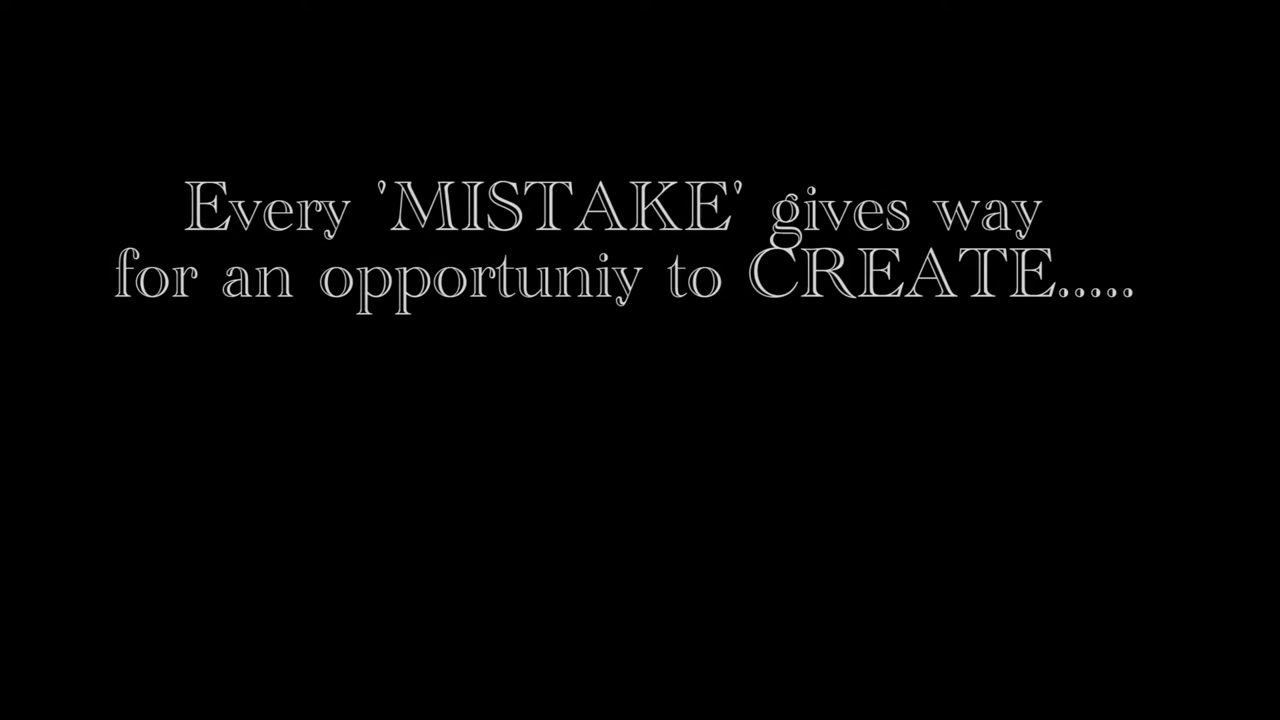 Every 'MISTAKE' gives way
for an opportuniy to CREATE.....